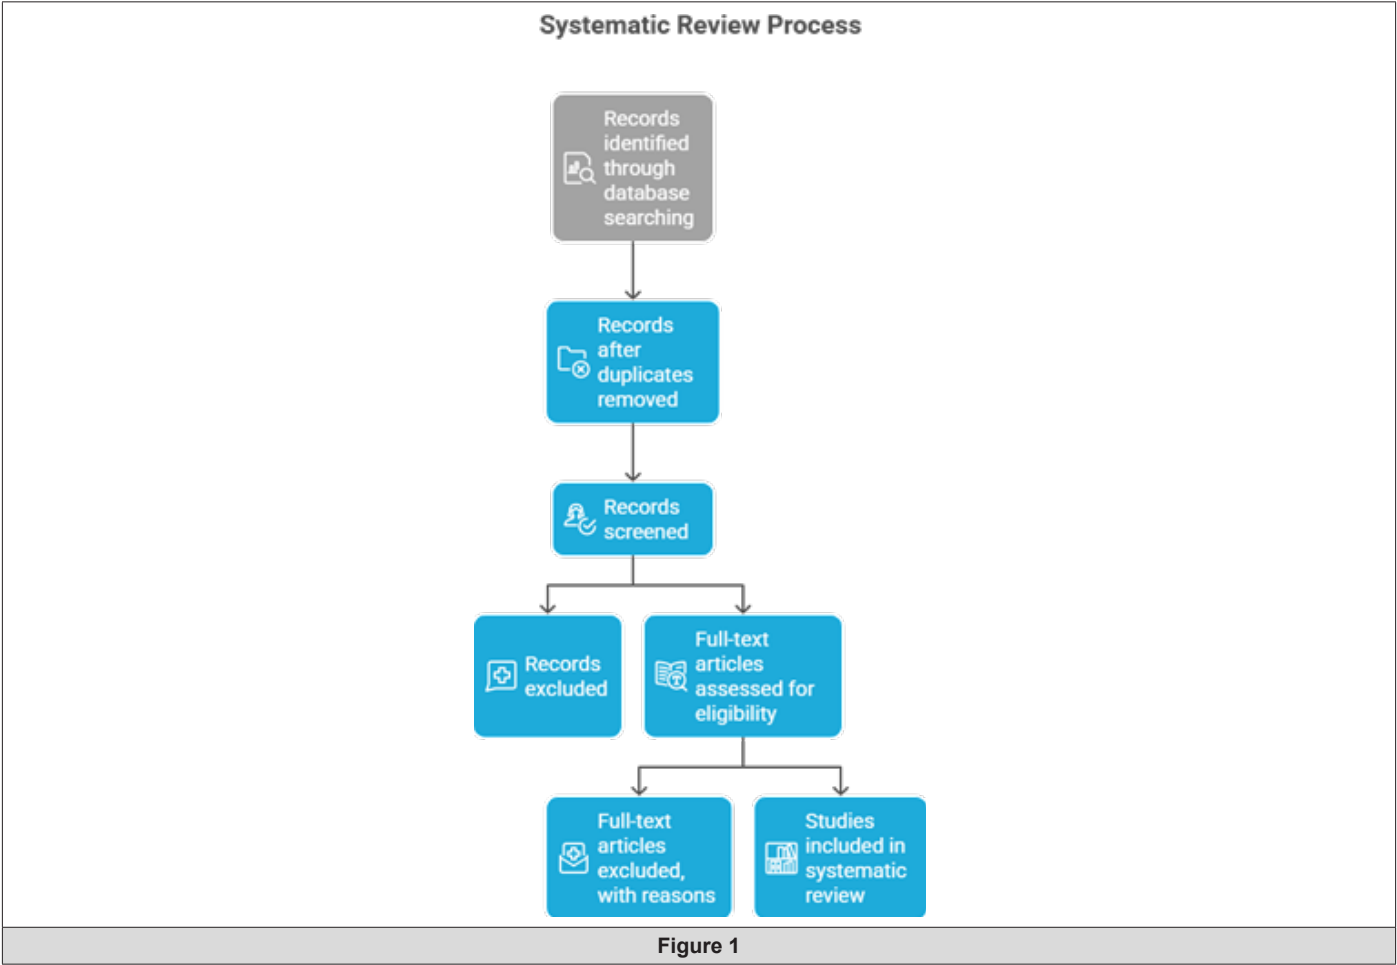 Systematic Review Process
Records
identified
through
database
searching
Records
after
duplicates
removed
Records
screened
Records
excluded
Full-text
articles
assessed for
eligibility
Full-text
articles
excluded,
with reasons
Studies
included in
systematic
review
Figure 1